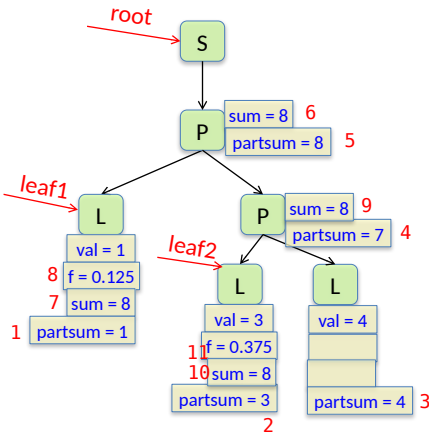 root
S
P
sum = 8 6
partsum = 8 5
leaf1
L
val = 1
8 f = 0.125
7 sum = 8
1 partsum = 1
P
sum = 8 9
partsum = 7 4
leaf2
L
val = 3
11 f = 0.375
10 sum = 8
partsum = 3
2
L
val = 4
partsum = 4 3